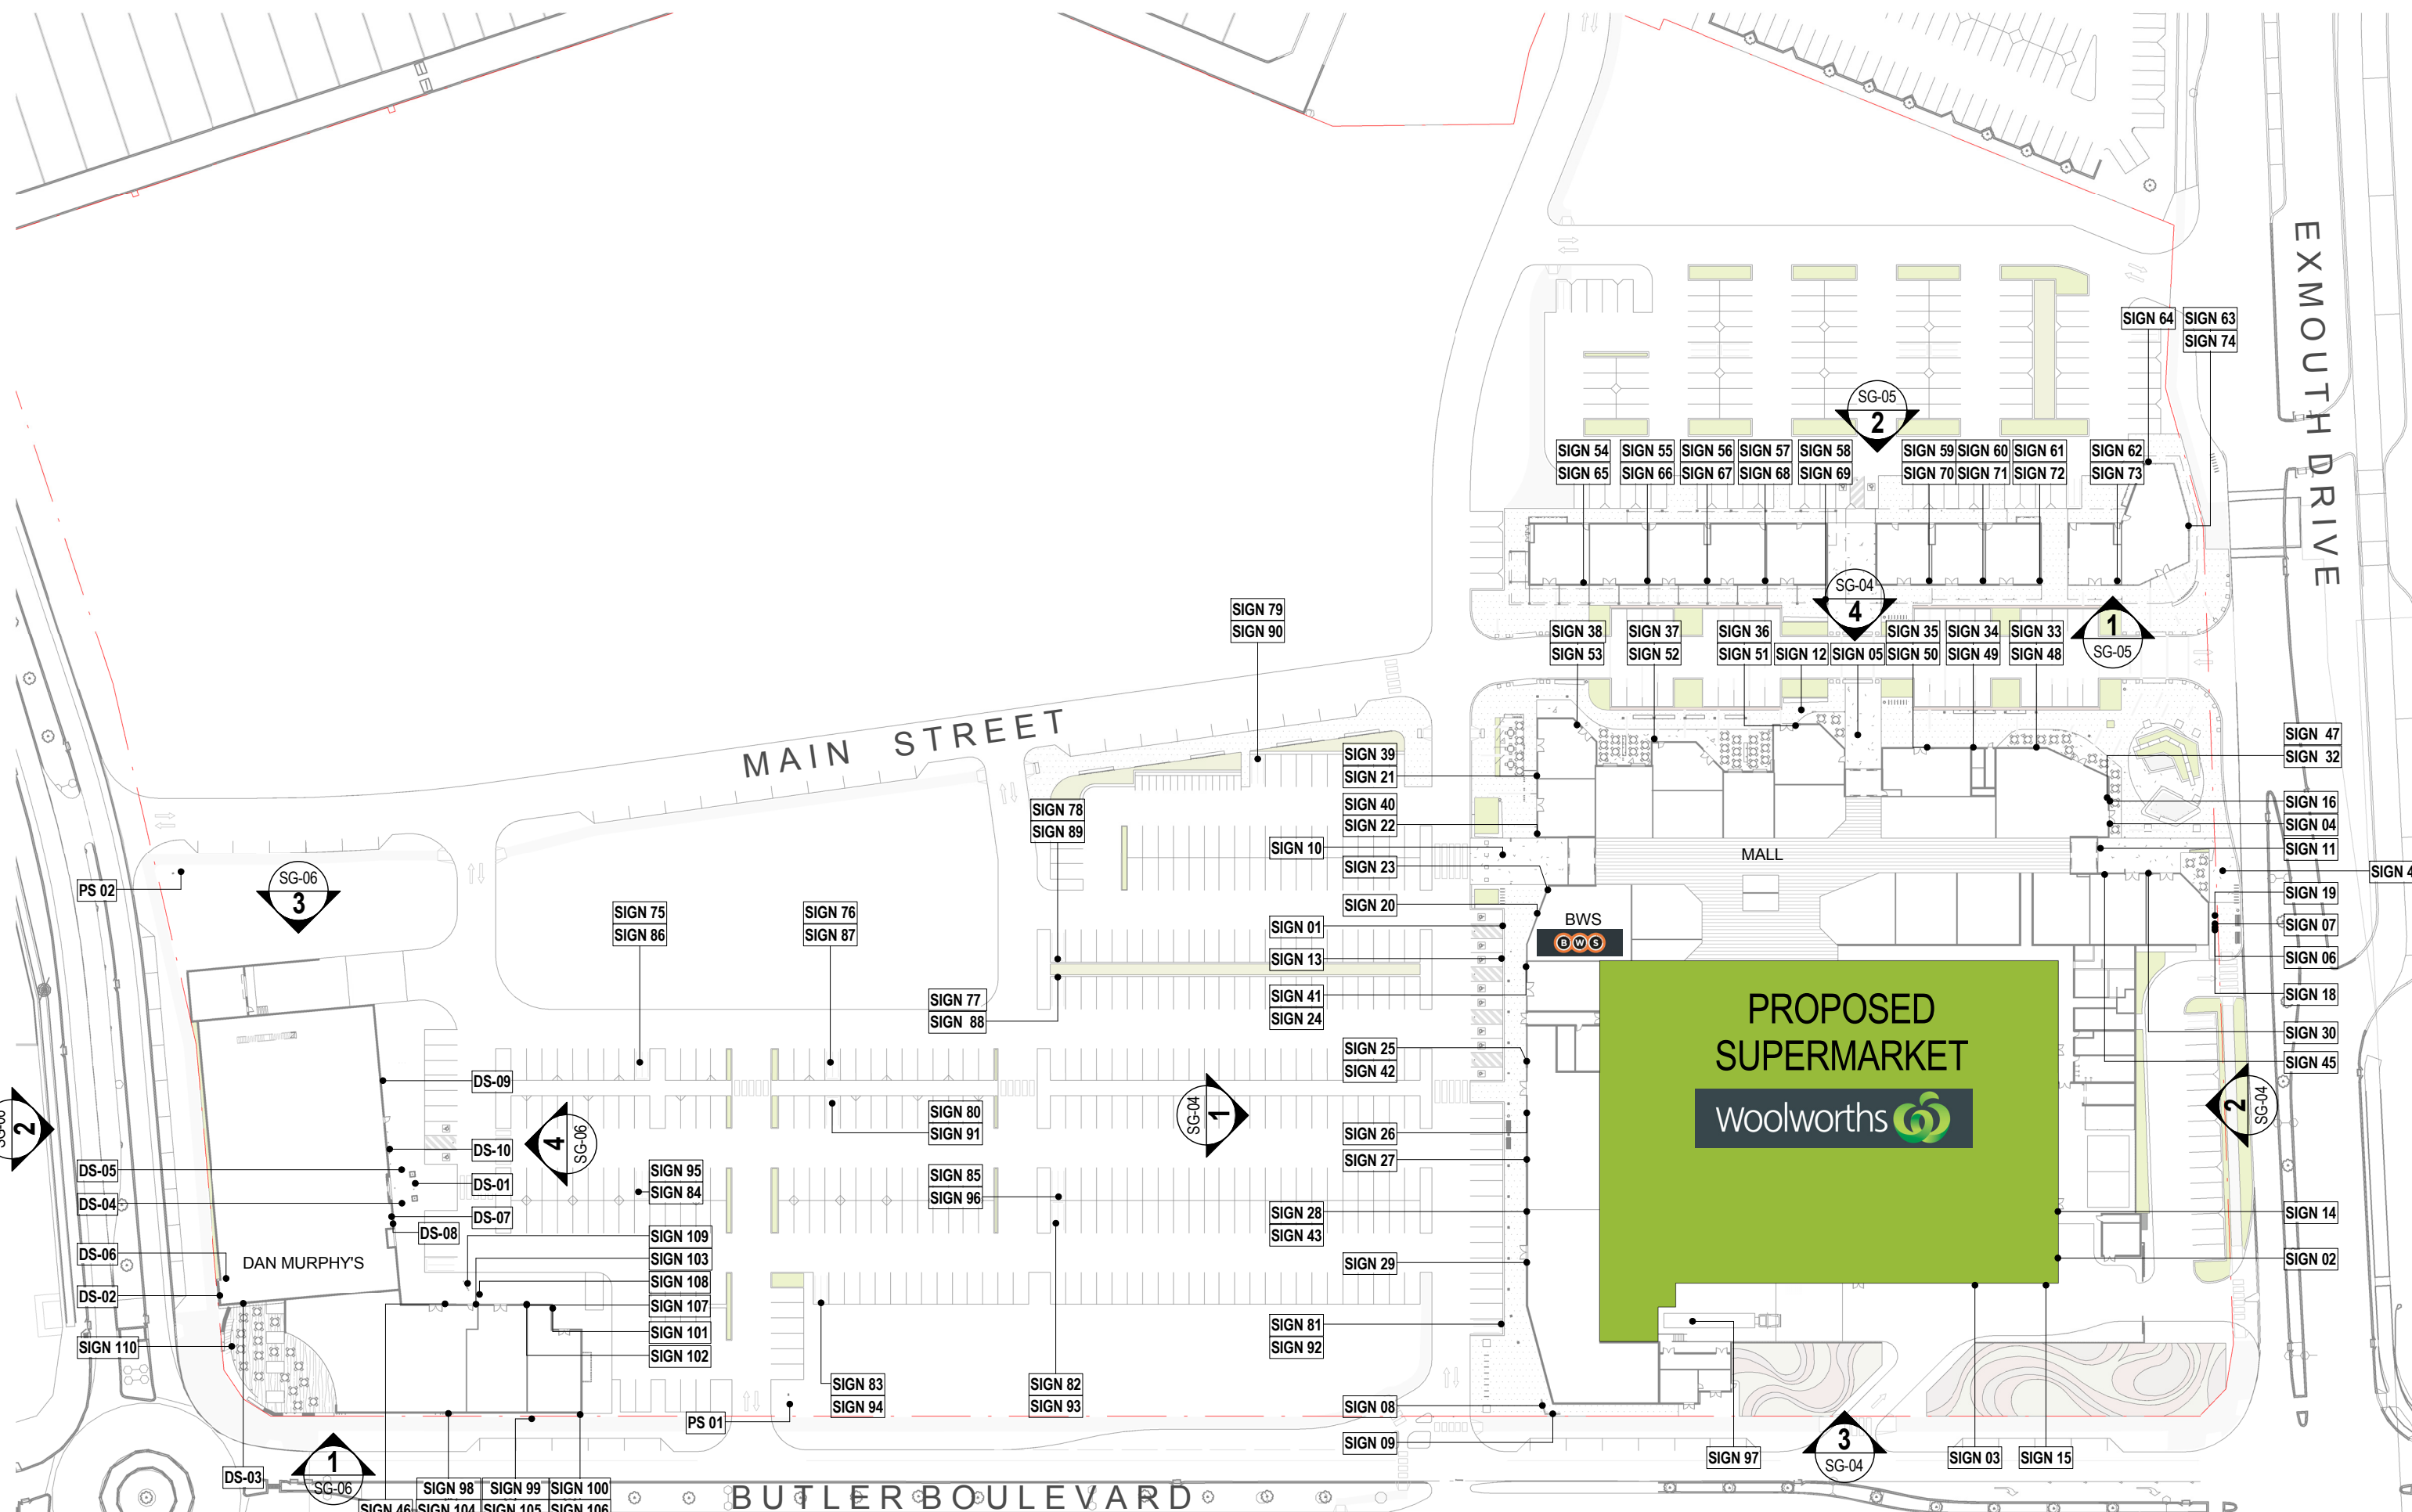 EXMOUTH DRIVE
SIGN 64
SIGN 63
SIGN 74
SG-05
2
SIGN 54
SIGN 65
SIGN 55
SIGN 66
SIGN 56
SIGN 67
SIGN 57
SIGN 68
SIGN 58
SIGN 69
SIGN 59
SIGN 70
SIGN 60
SIGN 71
SIGN 61
SIGN 72
SIGN 62
SIGN 73
SG-04
4
1
SG-05
SIGN 79
SIGN 90
SIGN 38
SIGN 53
SIGN 37
SIGN 52
SIGN 36
SIGN 51
SIGN 12
SIGN 05
SIGN 35
SIGN 50
SIGN 34
SIGN 49
SIGN 33
SIGN 48
MAIN STREET
SIGN 39
SIGN 21
SIGN 40
SIGN 22
SIGN 10
SIGN 23
SIGN 20
SIGN 01
SIGN 13
SIGN 41
SIGN 24
SIGN 25
SIGN 42
SIGN 26
SIGN 27
SIGN 28
SIGN 43
SIGN 29
SIGN 81
SIGN 92
SIGN 08
SIGN 09
SIGN 47
SIGN 32
SIGN 16
SIGN 04
SIGN 11
SIGN 4
SIGN 19
SIGN 07
SIGN 06
SIGN 18
SIGN 30
SIGN 45
SIGN 14
SIGN 02
MALL
BWS
BWS
PROPOSED
SUPERMARKET
Woolworths
2
SG-04
1
SG-04
SIGN 78
SIGN 89
SIGN 77
SIGN 88
SIGN 75
SIGN 86
SIGN 76
SIGN 87
PS 02
SG-06
3
SG-06
2
4
SG-06
DS-09
DS-10
DS-01
DS-07
DS-08
DS-05
DS-04
DS-06
DS-02
DAN MURPHY'S
SIGN 110
SIGN 80
SIGN 91
SIGN 95
SIGN 84
SIGN 85
SIGN 96
SIGN 109
SIGN 103
SIGN 108
SIGN 107
SIGN 101
SIGN 102
SIGN 83
SIGN 94
SIGN 82
SIGN 93
PS 01
DS-03
1
SG-06
SIGN 98
SIGN 99
SIGN 100
SIGN 46
SIGN 104
SIGN 105
SIGN 106
SIGN 97
3
SG-04
SIGN 03
SIGN 15
BUTLER BOULEVARD